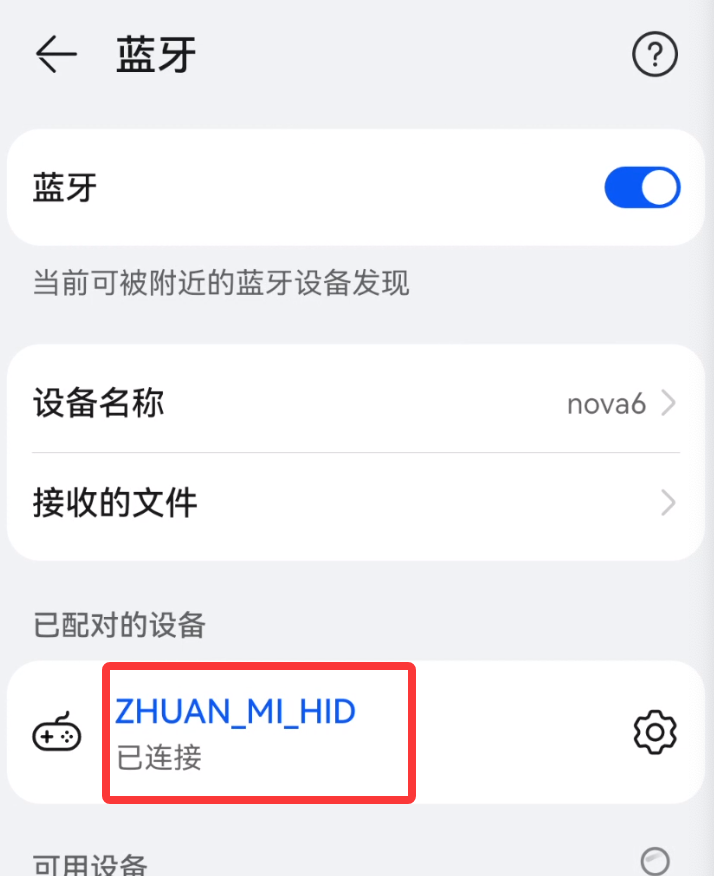 蓝牙
蓝牙
当前可被附近的蓝牙设备发现
设备名称 nova6
接收的文件
已配对的设备
ZHUAN_MI_HID
已连接
可用设备